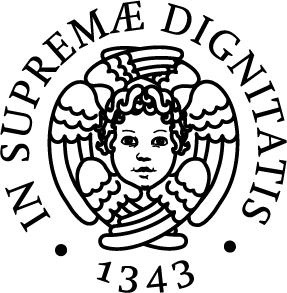 IN SUPREMÆ DIGNITATIS
1343